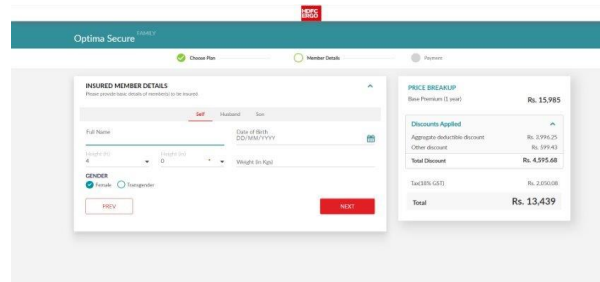 HDFC
ERGO
Optima Secure FAMILY
Choose Plan
Member Details
Payment
INSURED MEMBER DETAILS
Please provide basic details of member(s) to be insured
Self
Husband
Son
Full Name
Date of Birth
DD/MM/YYYY
Height (ft)
4
Height (in)
0
Weight (In Kgs)
GENDER
Female
Transgender
PREV
NEXT
PRICE BREAKUP
Base Premium (1 year) Rs. 15,985
Discounts Applied
Aggregate deductible discount Rs. 3,996.25
Other discount Rs. 599.43
Total Discount Rs. 4,595.68
Tax(18% GST) Rs. 2,050.08
Total Rs. 13,439